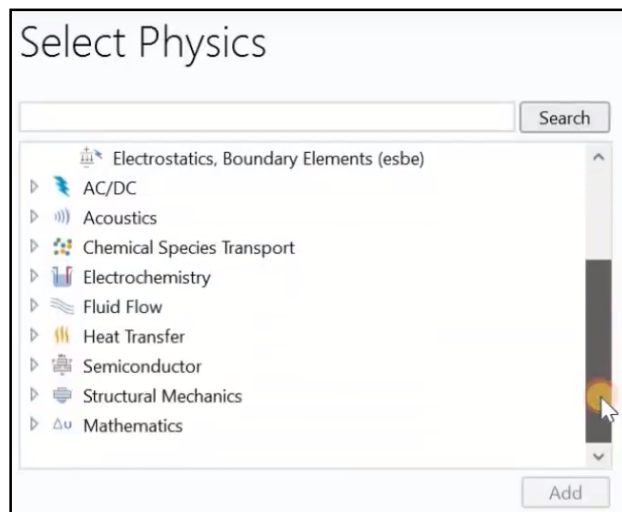 Select Physics
Search
Electrostatics, Boundary Elements (esbe)
AC/DC
Acoustics
Chemical Species Transport
Electrochemistry
Fluid Flow
Heat Transfer
Semiconductor
Structural Mechanics
Δu Mathematics
Add